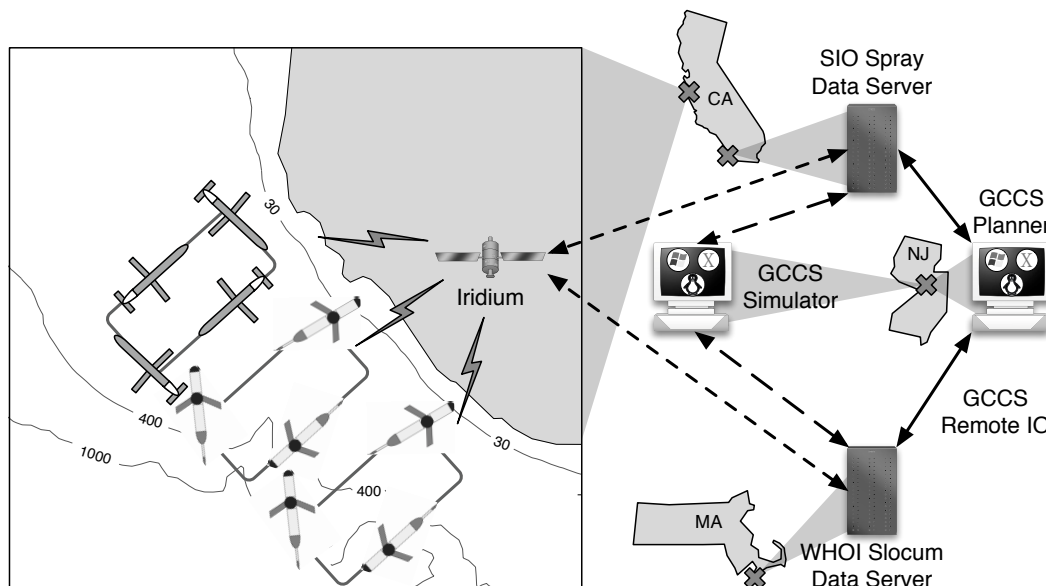 SIO Spray
Data Server
CA
GCCS
Planner
NJ
X
X
GCCS
Simulator
Iridium
30
400
1000
30
400
GCCS
Remote IO
MA
WHOI Slocum
Data Server